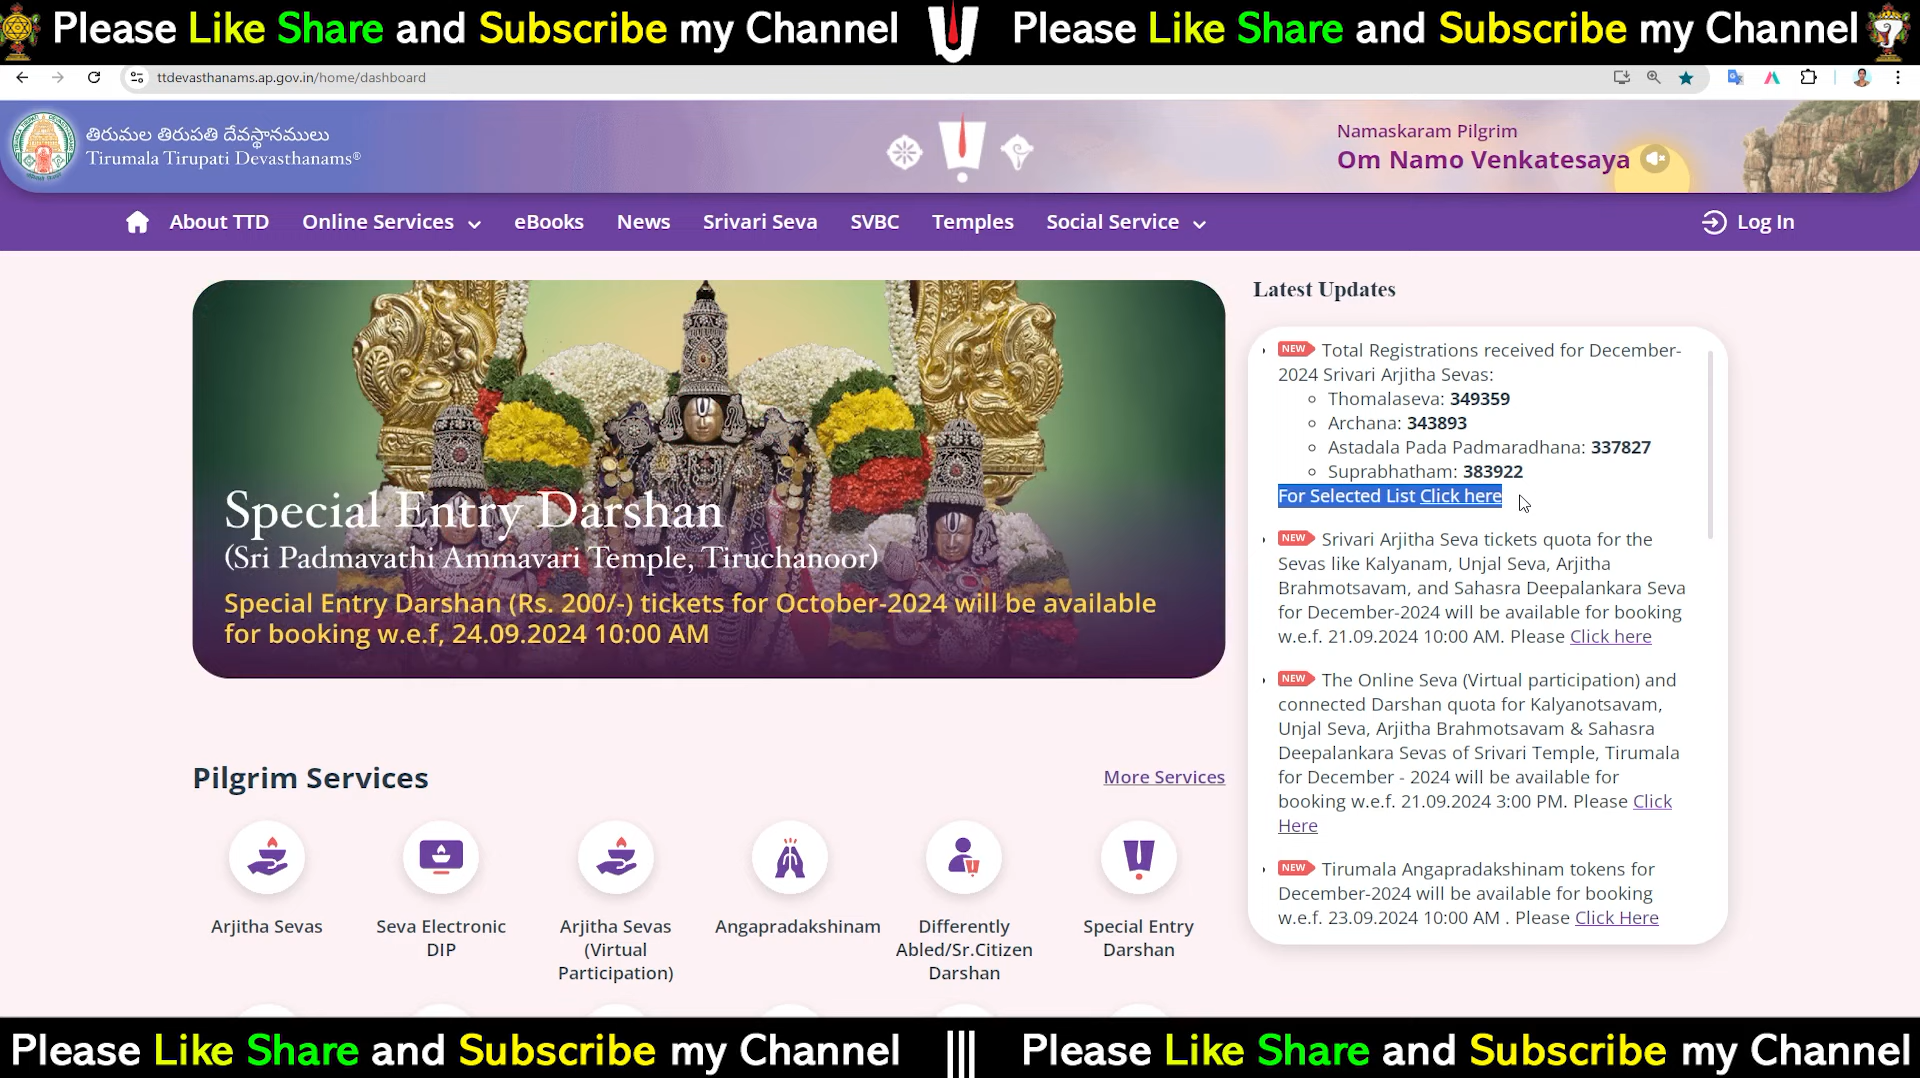 Please Like Share and Subscribe my Channel
Please Like Share and Subscribe my Channel
ttdevasthanams.ap.gov.in/home/dashboard
తిరుమల తిరుపతి దేవస్థానములు
Tirumala Tirupati Devasthanams®
Namaskaram Pilgrim
Om Namo Venkatesaya
About TTD
Online Services
eBooks
News
Srivari Seva
SVBC
Temples
Social Service
Log In
Special Entry Darshan
(Sri Padmavathi Ammavari Temple, Tiruchanoor)
Special Entry Darshan (Rs. 200/-) tickets for October-2024 will be available
for booking w.e.f, 24.09.2024 10:00 AM
Latest Updates
NEW Total Registrations received for December-
2024 Srivari Arjitha Sevas:
Thomalaseva: 349359
Archana: 343893
Astadala Pada Padmaradhana: 337827
Suprabhatham: 383922
For Selected List Click here
NEW Srivari Arjitha Seva tickets quota for the
Sevas like Kalyanam, Unjal Seva, Arjitha
Brahmotsavam, and Sahasra Deepalankara Seva
for December-2024 will be available for booking
w.e.f. 21.09.2024 10:00 AM. Please Click here
NEW The Online Seva (Virtual participation) and
connected Darshan quota for Kalyanotsavam,
Unjal Seva, Arjitha Brahmotsavam & Sahasra
Deepalankara Sevas of Srivari Temple, Tirumala
for December - 2024 will be available for
booking w.e.f. 21.09.2024 3:00 PM. Please Click
Here
NEW Tirumala Angapradakshinam tokens for
December-2024 will be available for booking
w.e.f. 23.09.2024 10:00 AM . Please Click Here
Pilgrim Services
More Services
Arjitha Sevas
Seva Electronic
DIP
Arjitha Sevas
(Virtual
Participation)
Angapradakshinam
Differently
Abled/Sr.Citizen
Darshan
Special Entry
Darshan
Please Like Share and Subscribe my Channel
Please Like Share and Subscribe my Channel